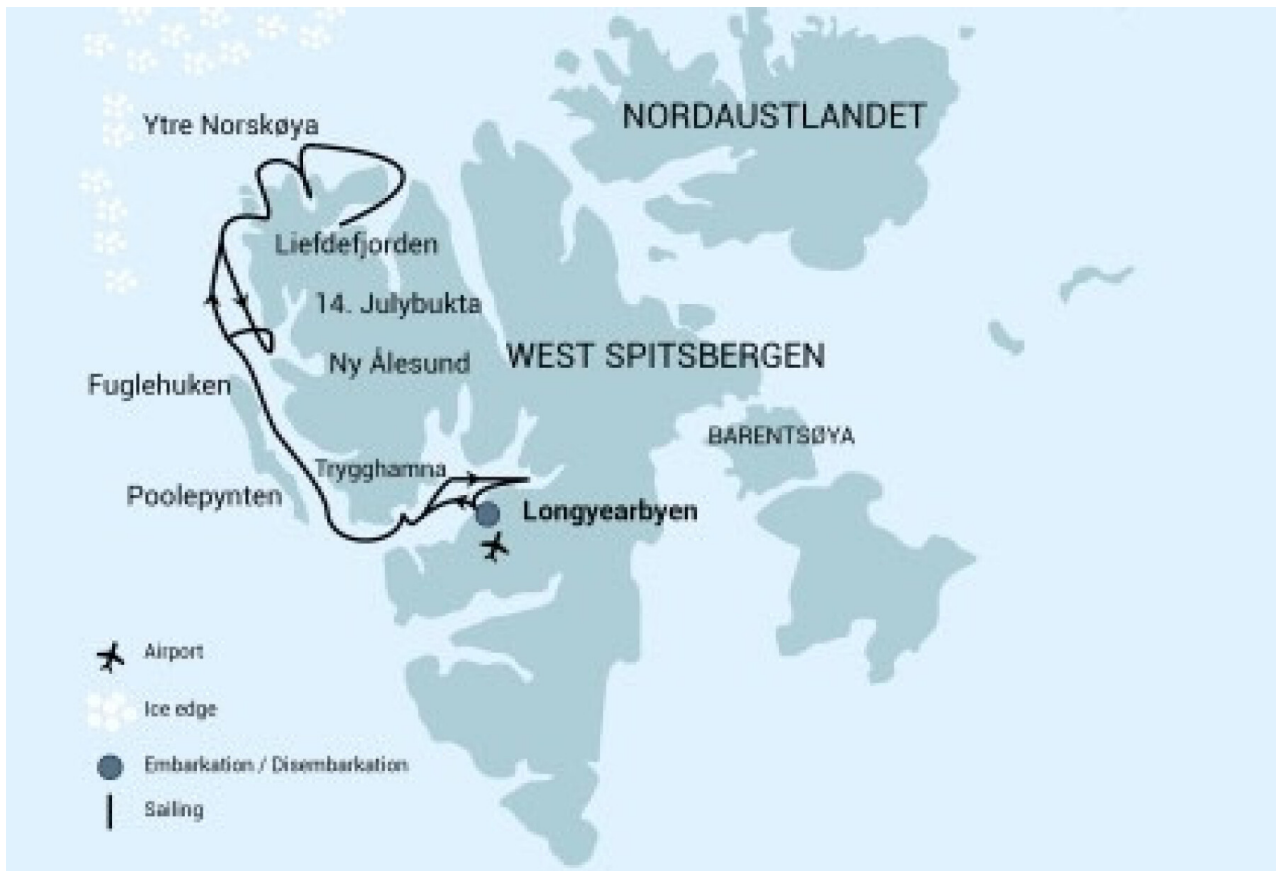 NORDAUSTLANDET
Ytre Norskøya
Liefdefjorden
14. Julybukta
Ny Ålesund
WEST SPITSBERGEN
Fuglehuken
BARENTSØYA
Trygghamna
Poolepynten
Longyearbyen
Airport
Ice edge
Embarkation / Disembarkation
Sailing